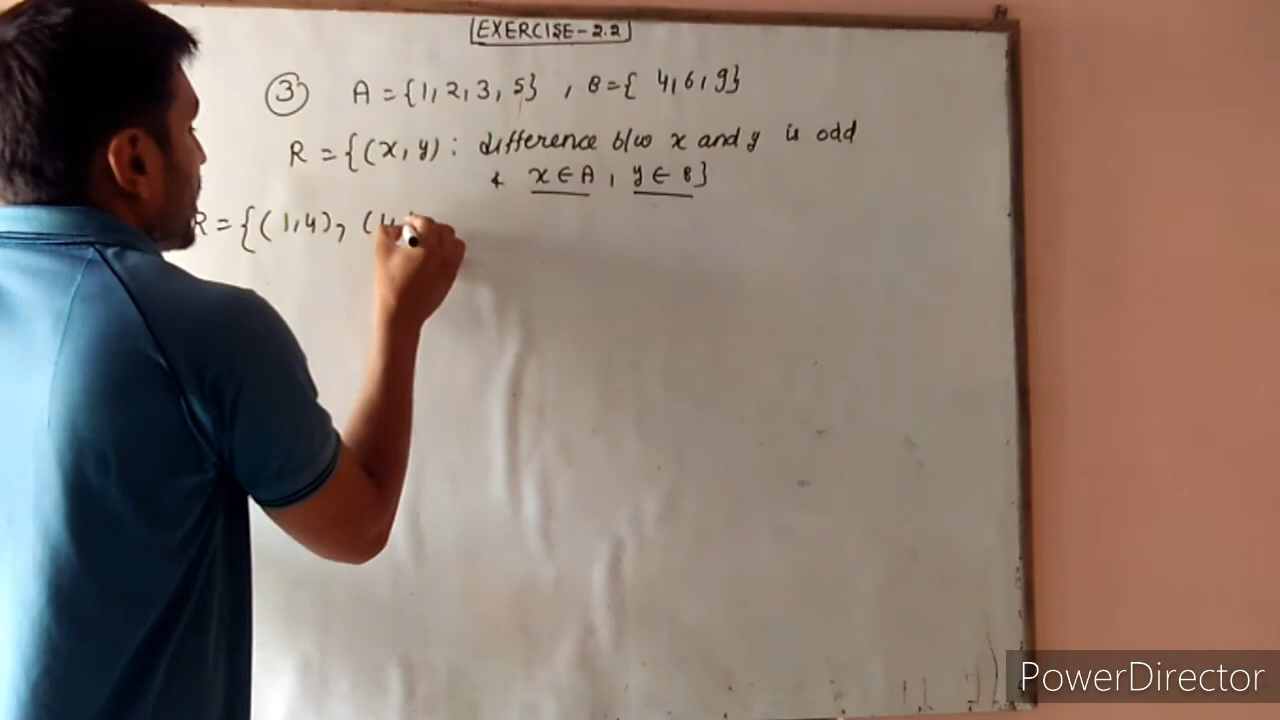 EXERCISE-2.2
3 A = {1, 2, 3, 5} , B = { 4, 6, 9}
R = {(x, y) : difference b/w x and y is odd
& x ∈ A , y ∈ B}
R = {(1,4), (
PowerDirector